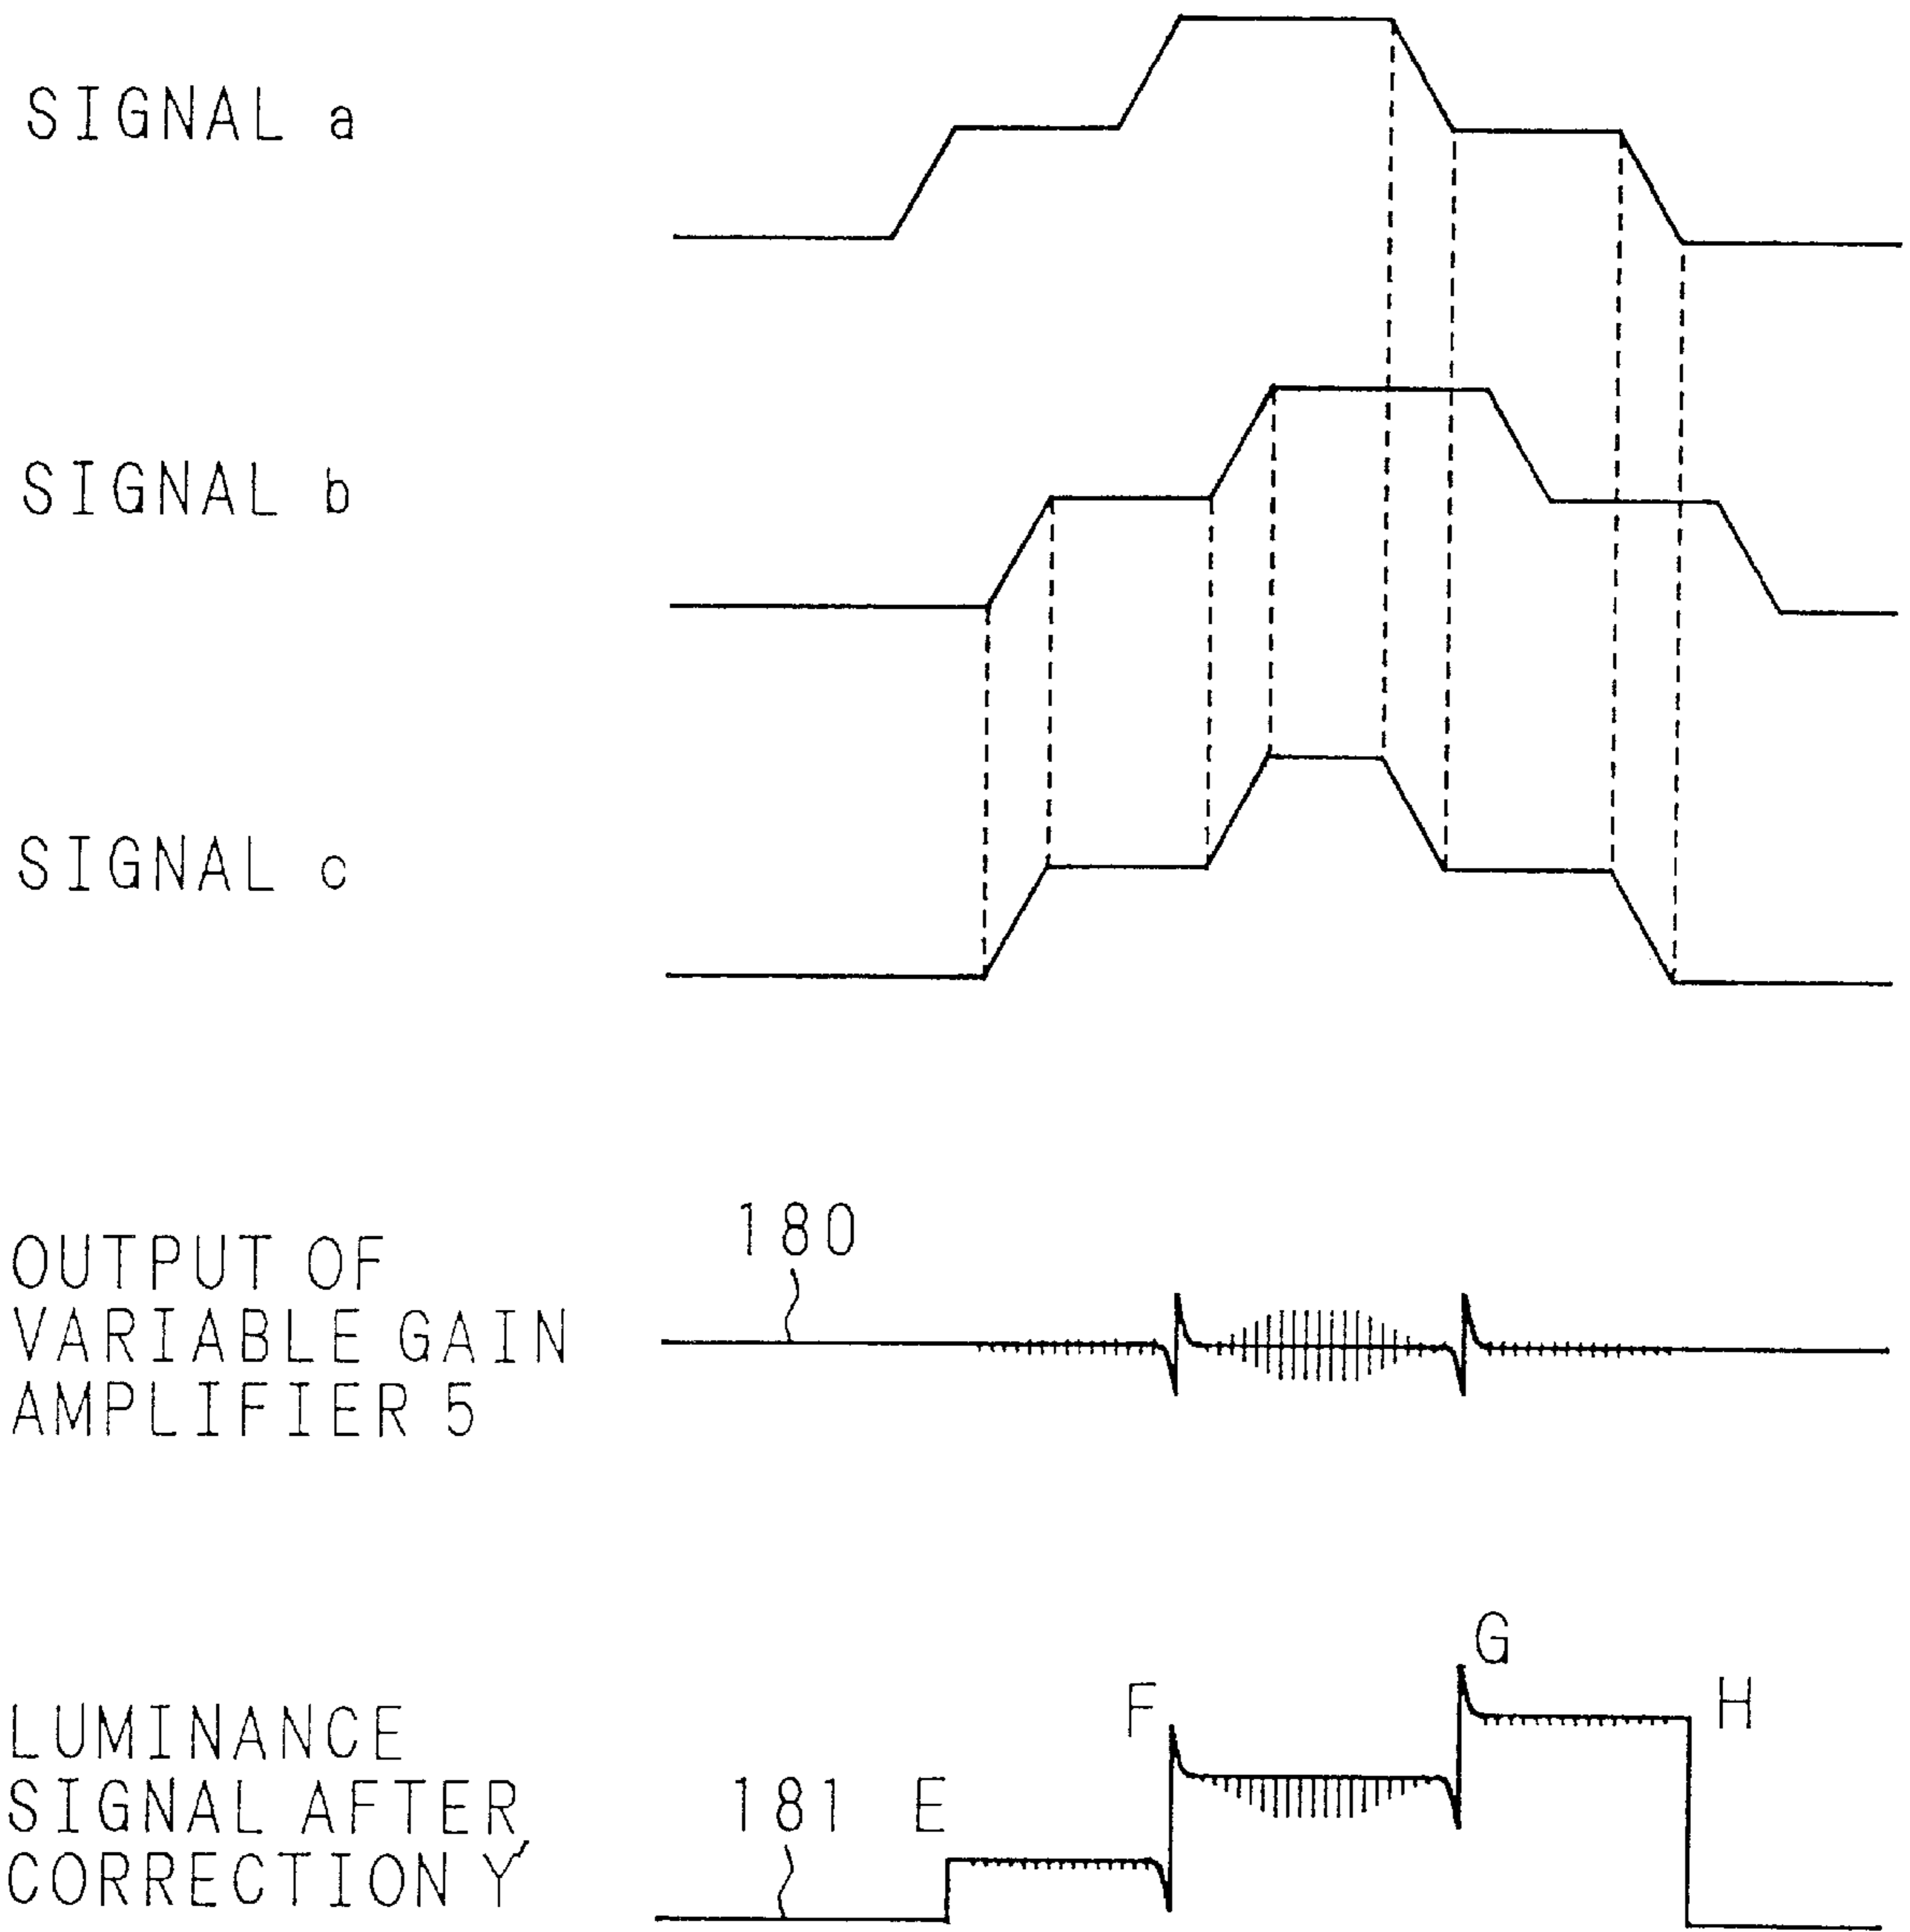 SIGNAL a
SIGNAL b
SIGNAL c
180
OUTPUT OF
VARIABLE GAIN
AMPLIFIER 5
G
F
H
LUMINANCE
SIGNAL AFTER
CORRECTION Y'
181 E